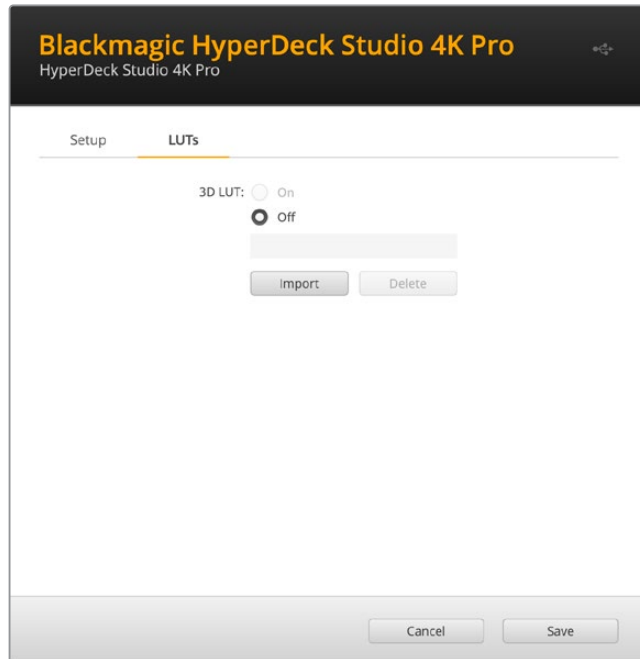 Blackmagic HyperDeck Studio 4K Pro
HyperDeck Studio 4K Pro
Setup LUTs
3D LUT: On
Off
Import Delete
Cancel Save